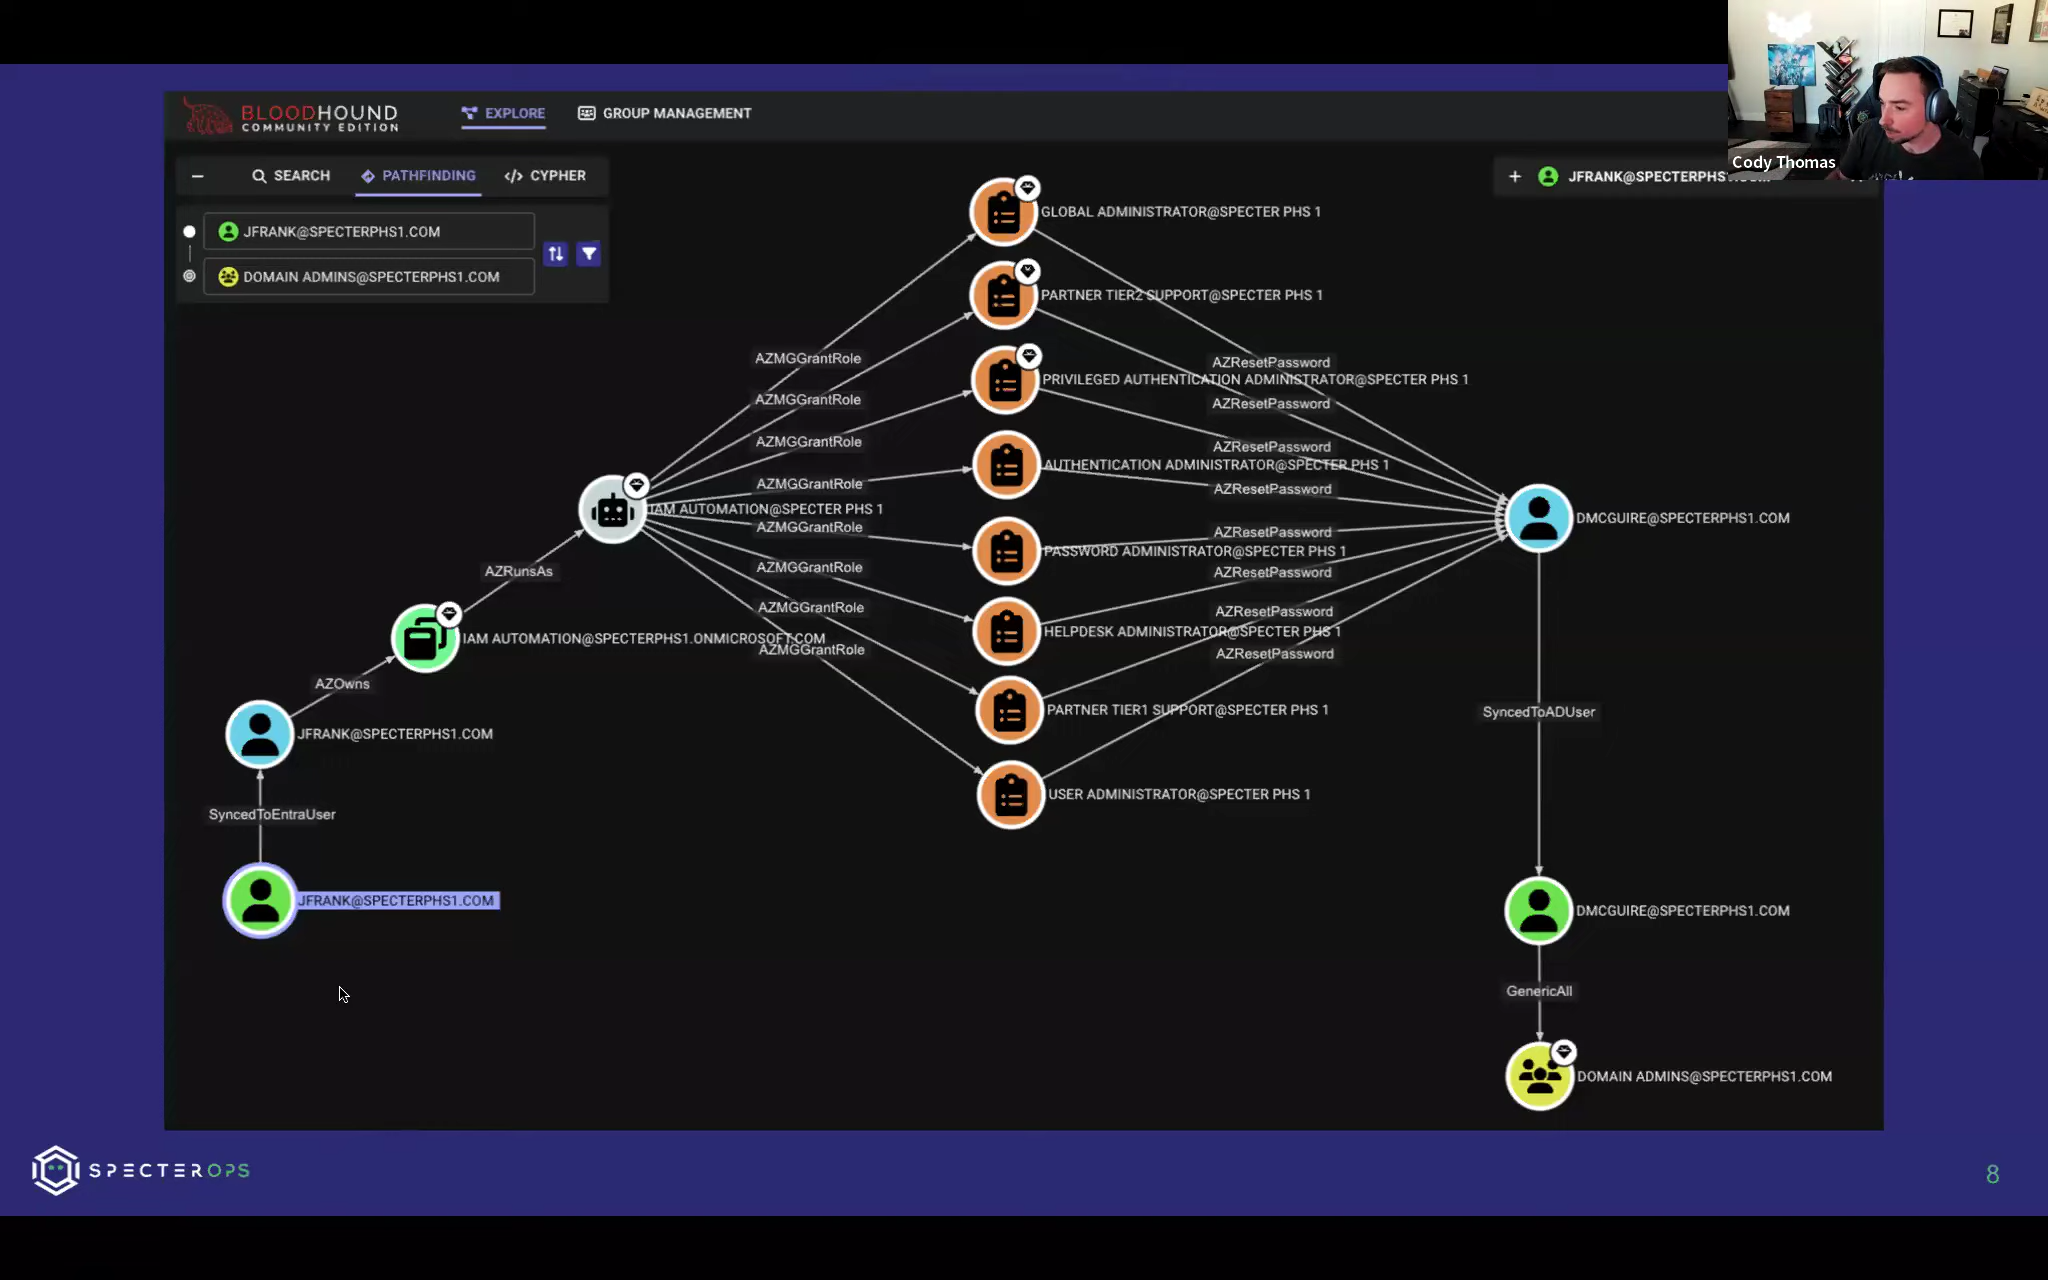 BLOODHOUND
COMMUNITY EDITION
EXPLORE
GROUP MANAGEMENT
Cody Thomas
SEARCH
PATHFINDING
CYPHER
JFRANK@SPECTERPHS1.COM
DOMAIN ADMINS@SPECTERPHS1.COM
JFRANK@SPECTERPHS
GLOBAL ADMINISTRATOR@SPECTER PHS 1
PARTNER TIER2 SUPPORT@SPECTER PHS 1
AZMGGrantRole
AZResetPassword
PRIVILEGED AUTHENTICATION ADMINISTRATOR@SPECTER PHS 1
AZMGGrantRole
AZResetPassword
AZMGGrantRole
AZResetPassword
AUTHENTICATION ADMINISTRATOR@SPECTER PHS 1
AZMGGrantRole
AZResetPassword
IAM AUTOMATION@SPECTER PHS 1
DMCGUIRE@SPECTERPHS1.COM
AZMGGrantRole
AZResetPassword
PASSWORD ADMINISTRATOR@SPECTER PHS 1
AZRunsAs
AZMGGrantRole
AZResetPassword
AZMGGrantRole
AZResetPassword
HELPDESK ADMINISTRATOR@SPECTER PHS 1
IAM AUTOMATION@SPECTERPHS1.ONMICROSOFT.COM
AZMGGrantRole
AZResetPassword
AZOwns
PARTNER TIER1 SUPPORT@SPECTER PHS 1
SyncedToADUser
JFRANK@SPECTERPHS1.COM
USER ADMINISTRATOR@SPECTER PHS 1
SyncedToEntraUser
JFRANK@SPECTERPHS1.COM
DMCGUIRE@SPECTERPHS1.COM
GenericAll
DOMAIN ADMINS@SPECTERPHS1.COM
SPECTEROPS
8